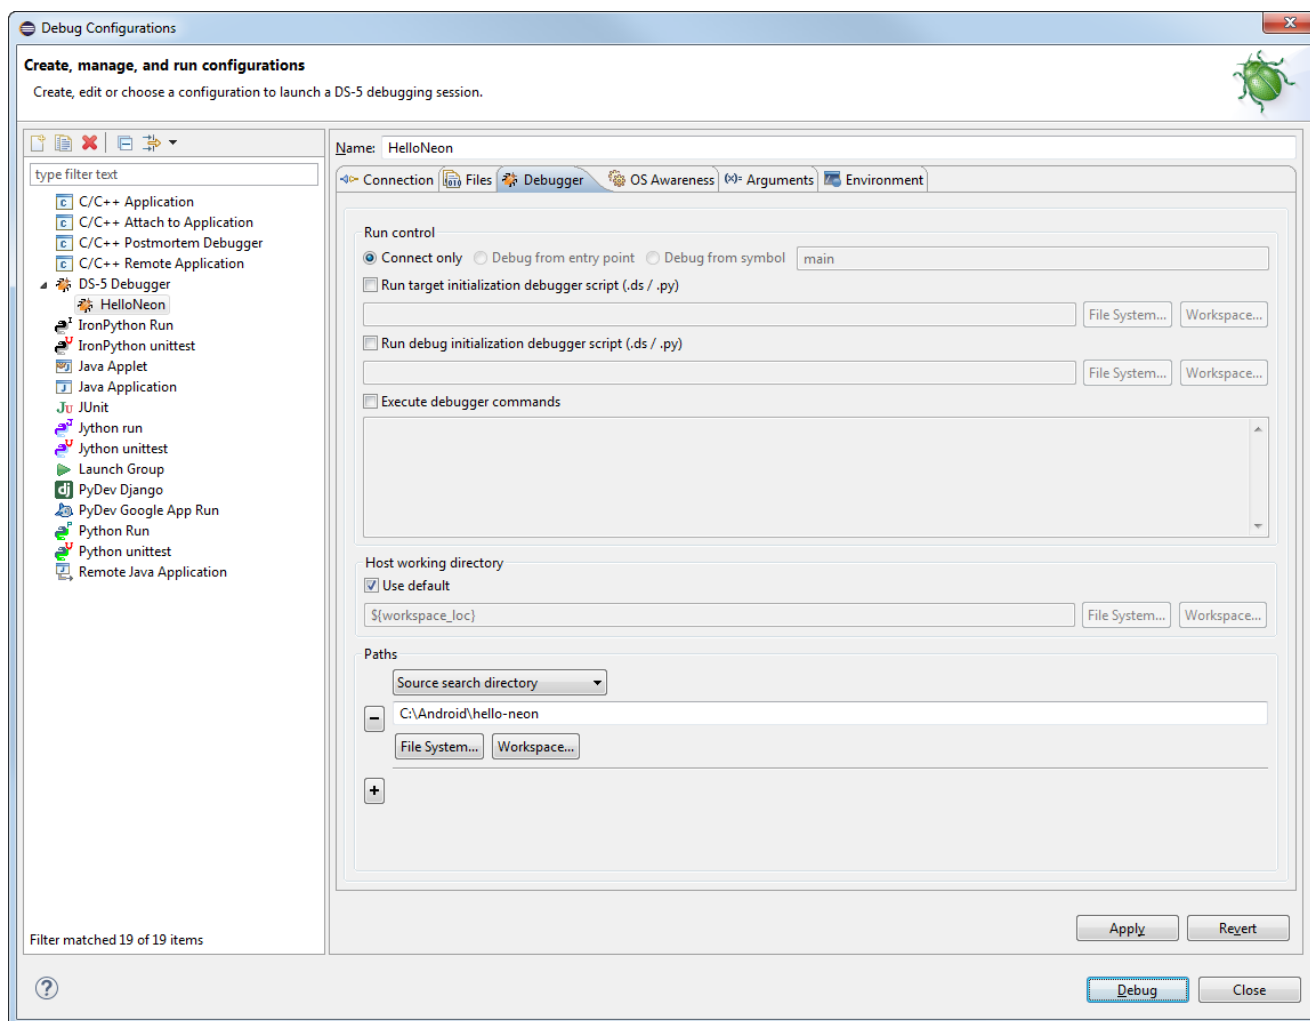 Debug Configurations
x
Create, manage, and run configurations
Create, edit or choose a configuration to launch a DS-5 debugging session.
type filter text
C/C++ Application
C/C++ Attach to Application
C/C++ Postmortem Debugger
C/C++ Remote Application
DS-5 Debugger
HelloNeon
IronPython Run
IronPython unittest
Java Applet
Java Application
JUnit
Jython run
Jython unittest
Launch Group
PyDev Django
PyDev Google App Run
Python Run
Python unittest
Remote Java Application
Filter matched 19 of 19 items
Name: HelloNeon
Connection Files Debugger OS Awareness Arguments Environment
Run control
Connect only Debug from entry point Debug from symbol main
Run target initialization debugger script (.ds / .py)
File System... Workspace...
Run debug initialization debugger script (.ds / .py)
File System... Workspace...
Execute debugger commands
Host working directory
Use default
${workspace_loc} File System... Workspace...
Paths
Source search directory
C:\Android\hello-neon
File System... Workspace...
Apply Revert
Debug Close